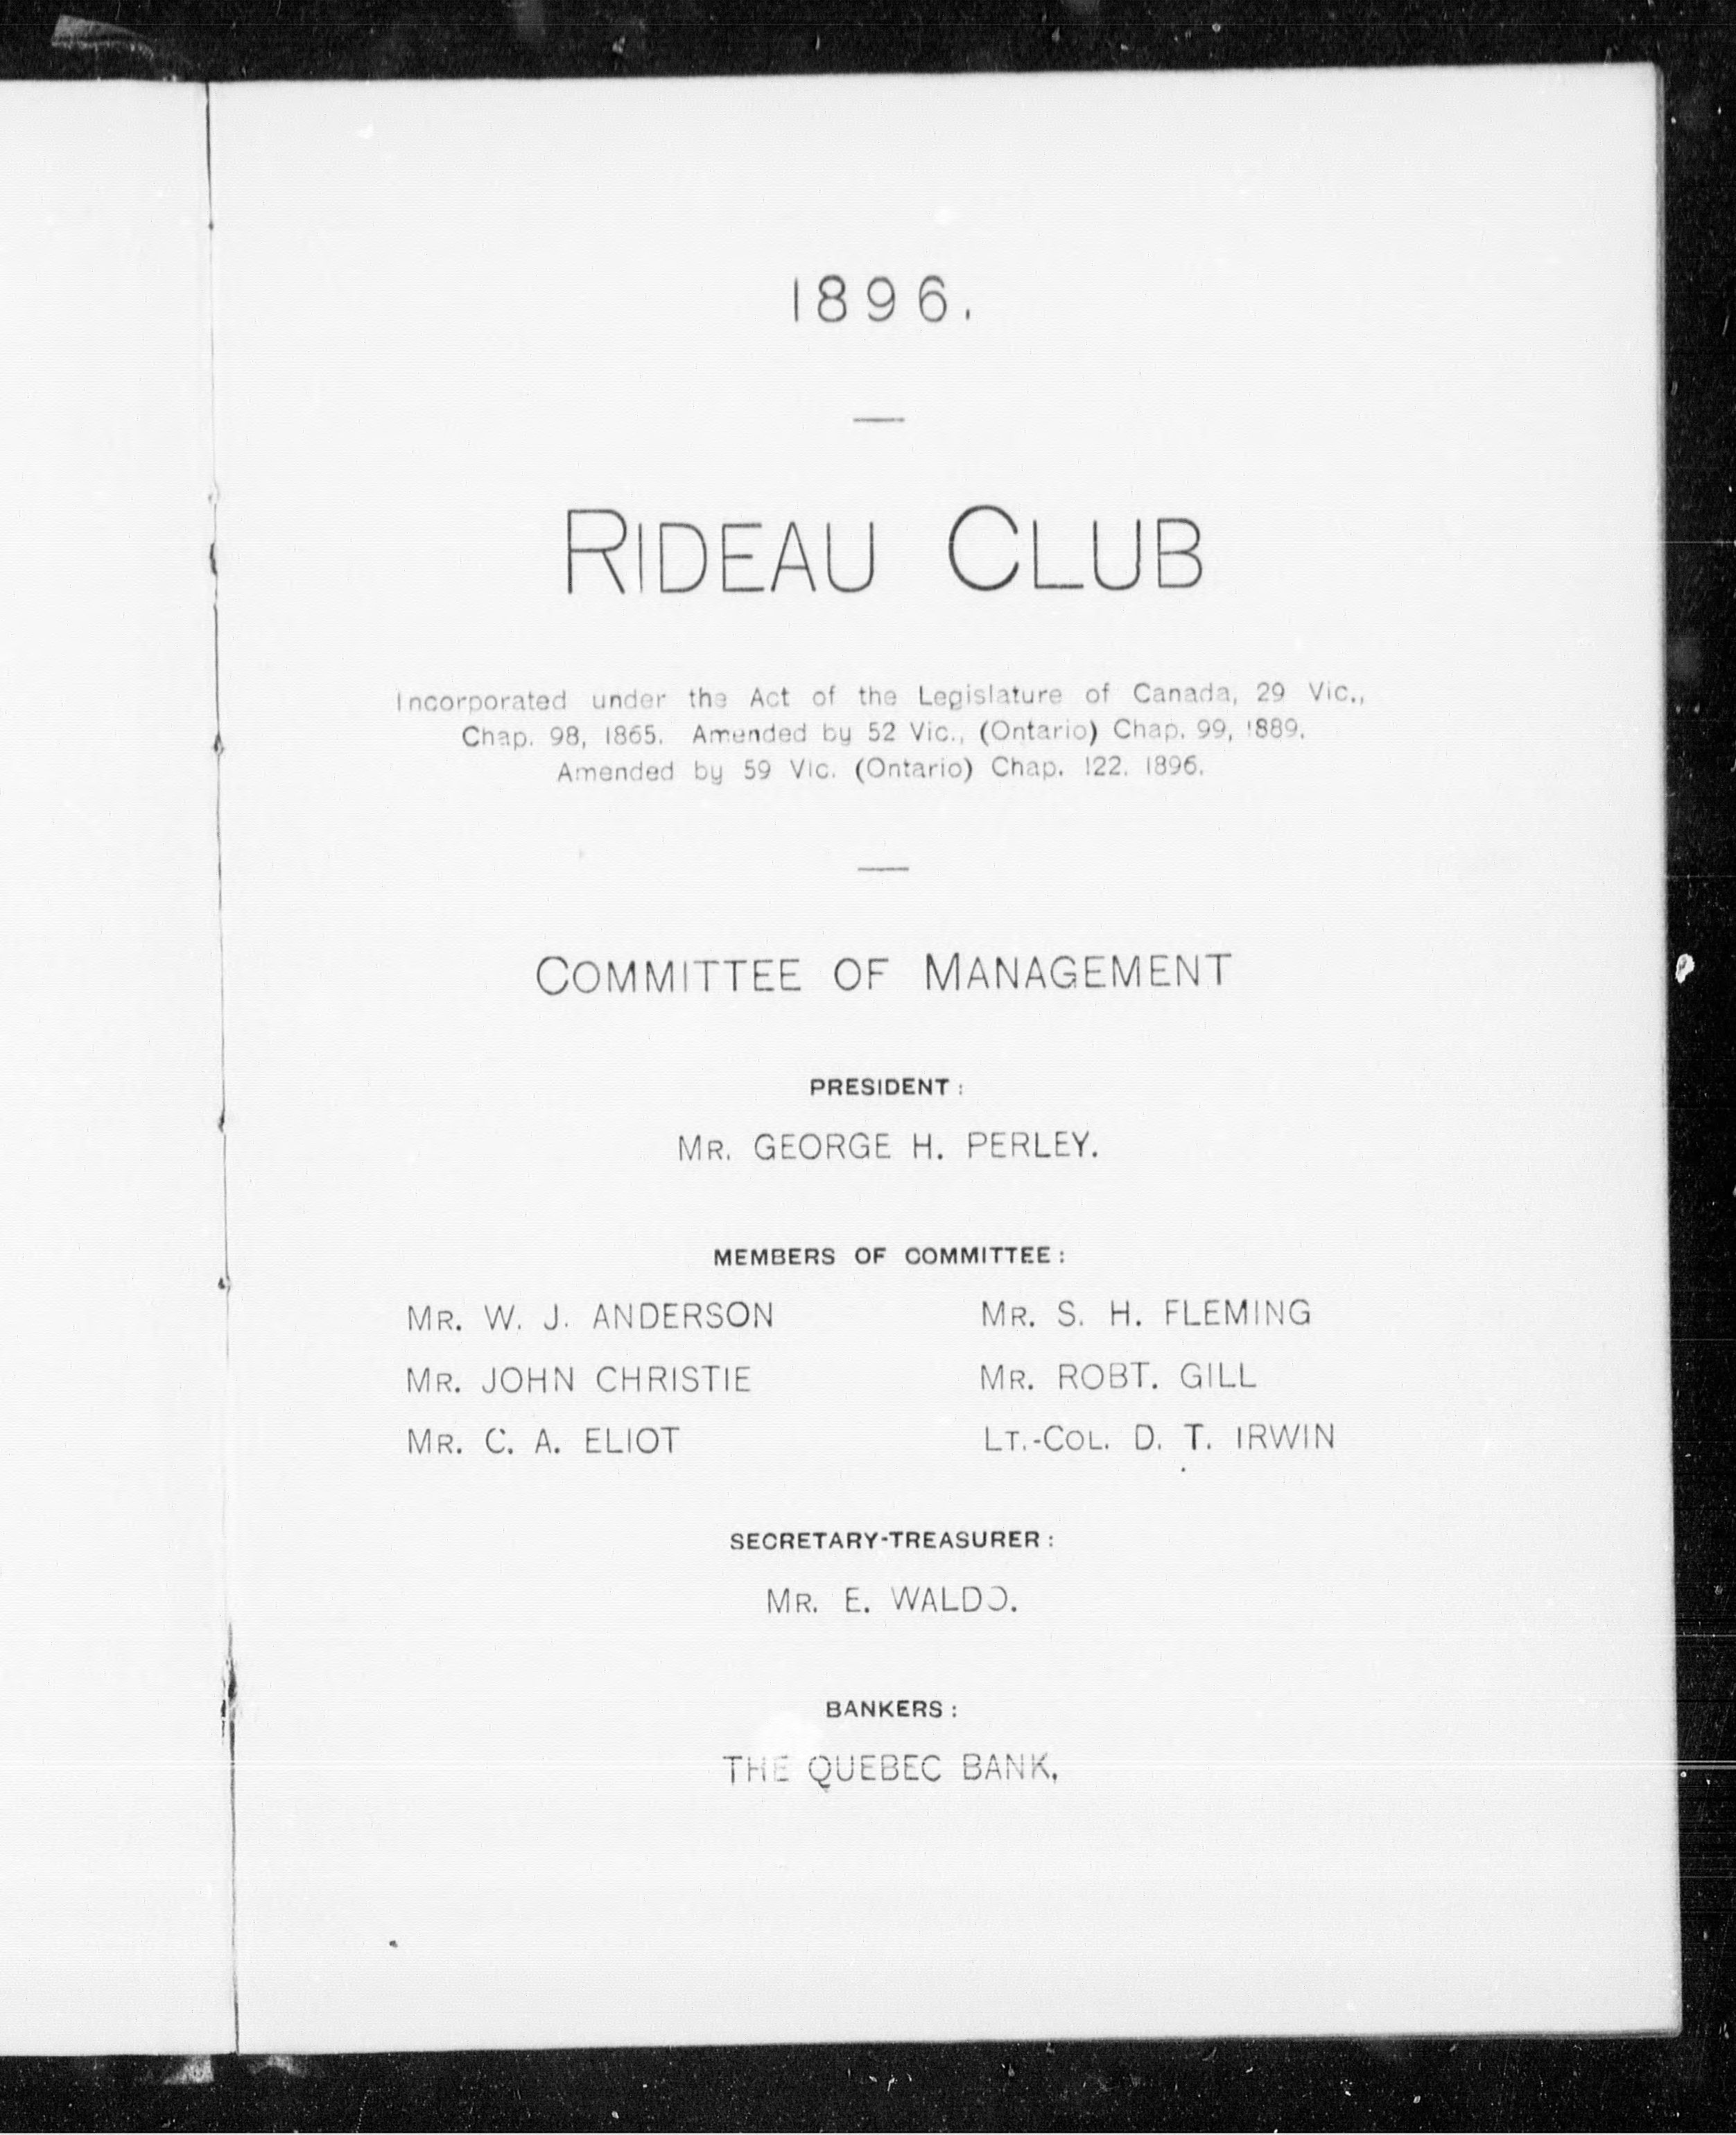 1896.
RIDEAU CLUB
Incorporated under the Act of the Legislature of Canada, 29 Vic.,
Chap. 98, 1865. Amended by 52 Vic., (Ontario) Chap. 99, 1889.
Amended by 59 Vic. (Ontario) Chap. 122. 1896.
COMMITTEE OF MANAGEMENT
PRESIDENT:
MR. GEORGE H. PERLEY.
MEMBERS OF COMMITTEE:
MR. W. J. ANDERSON MR. S. H. FLEMING
MR. JOHN CHRISTIE MR. ROBT. GILL
MR. C. A. ELIOT LT.-COL. D. T. IRWIN
SECRETARY-TREASURER:
MR. E. WALDO.
BANKERS:
THE QUEBEC BANK.